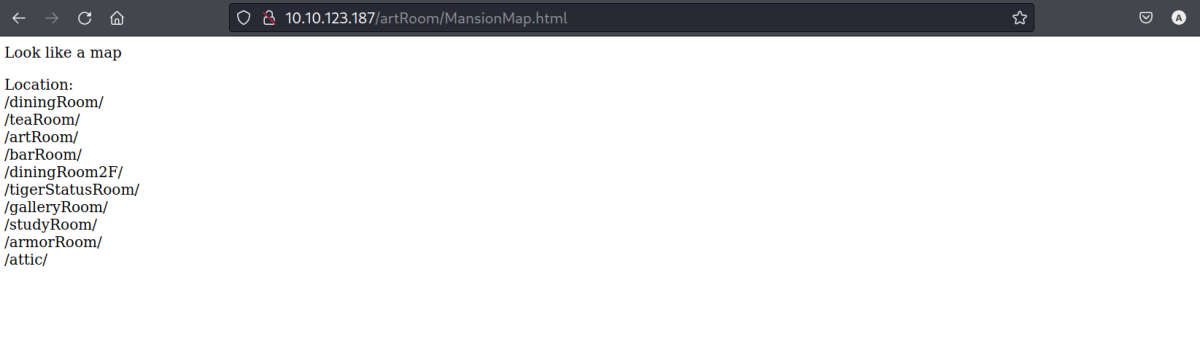 10.10.123.187/artRoom/MansionMap.html
A
Look like a map
Location:
/diningRoom/
/teaRoom/
/artRoom/
/barRoom/
/diningRoom2F/
/tigerStatusRoom/
/galleryRoom/
/studyRoom/
/armorRoom/
/attic/